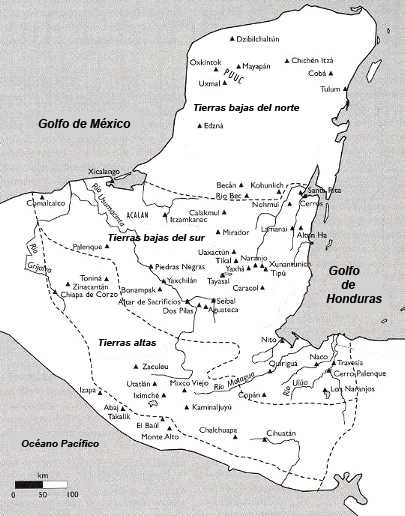 Dzibilchaltún
Oxkintok
Mayapán
Chichén Itzá
PUUC
Cobá
Uxmal
Tulum
Tierras bajas del norte
Golfo de México
Edzná
Xicalango
Becán
Kohunlich
Río Bec
Santa Rita
Comalcalco
Río Usumacinta
ACALAN
Itzamkanac
Calakmul
Nohmul
Cerros
Mirador
Lamanai
Altun Ha
Tierras bajas del sur
Río Grijalva
Palenque
Uaxactún
Tikal
Naranjo
Xunantunich
Piedras Negras
Yaxhá
Tipú
Golfo
de
Honduras
Toniná
Zinacantán
Chiapa de Corzo
Yaxchilán
Bonampak
Tayasal
Caracol
Altar de Sacrificios
Seibal
Dos Pilas
Aguateca
Tierras altas
Nito
Zaculeu
Quiriguá
Naco
Travesía
Cerro Palenque
Utatlán
Mixco Viejo
Río Motagua
Río Ulúa
Los Naranjos
Izapa
Iximché
Copán
Abaj
Takalik
Kaminaljuyú
El Baúl
Monte Alto
Chalchuapa
Cihuatán
Océano Pacífico
km
0 50 100